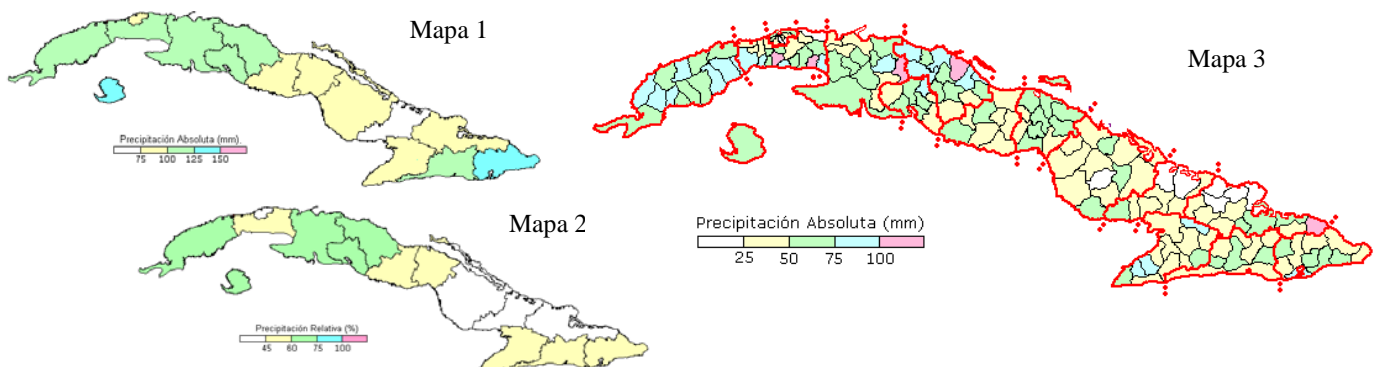 Mapa 1
Precipitación Absoluta (mm)
75 100 125 150
Mapa 2
Precipitación Relativa (%)
45 60 75 100
Mapa 3
Precipitación Absoluta (mm)
25 50 75 100